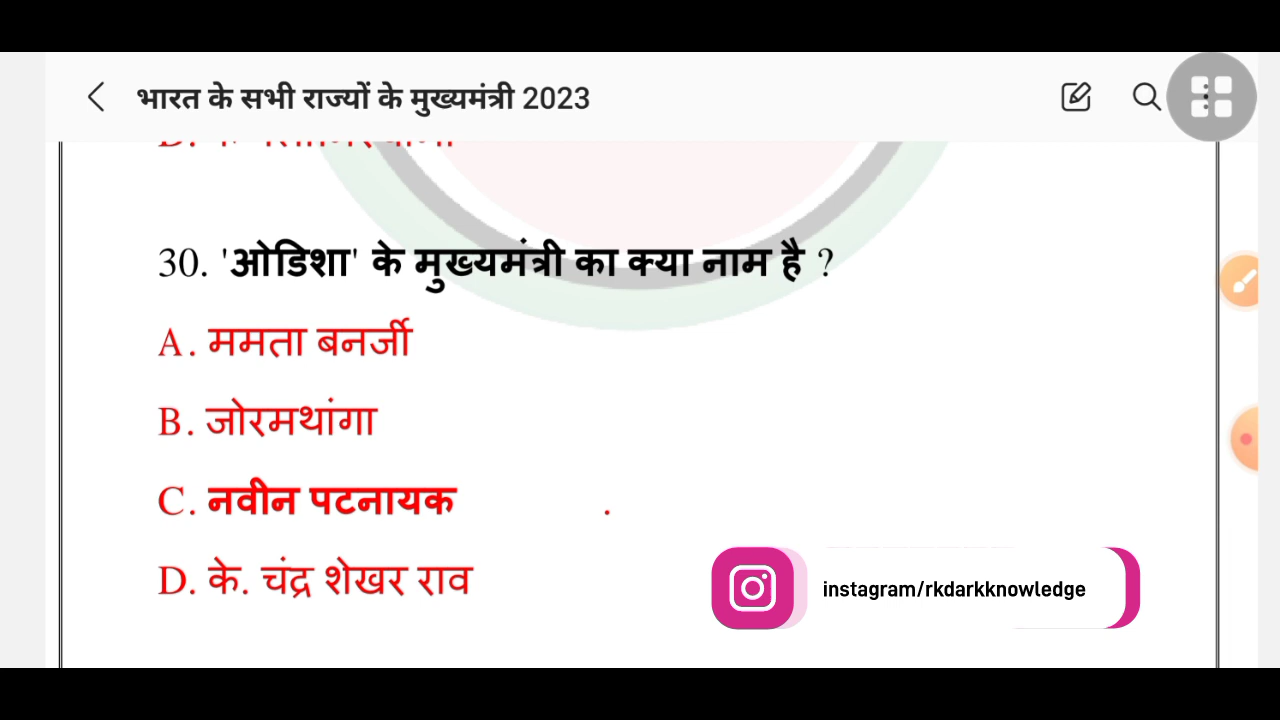 भारत के सभी राज्यों के मुख्यमंत्री 2023
30. 'ओडिशा' के मुख्यमंत्री का क्या नाम है ?
A. ममता बनर्जी
B. जोरमथांगा
C. नवीन पटनायक .
D. के. चंद्र शेखर राव
instagram/rkdarkknowledge